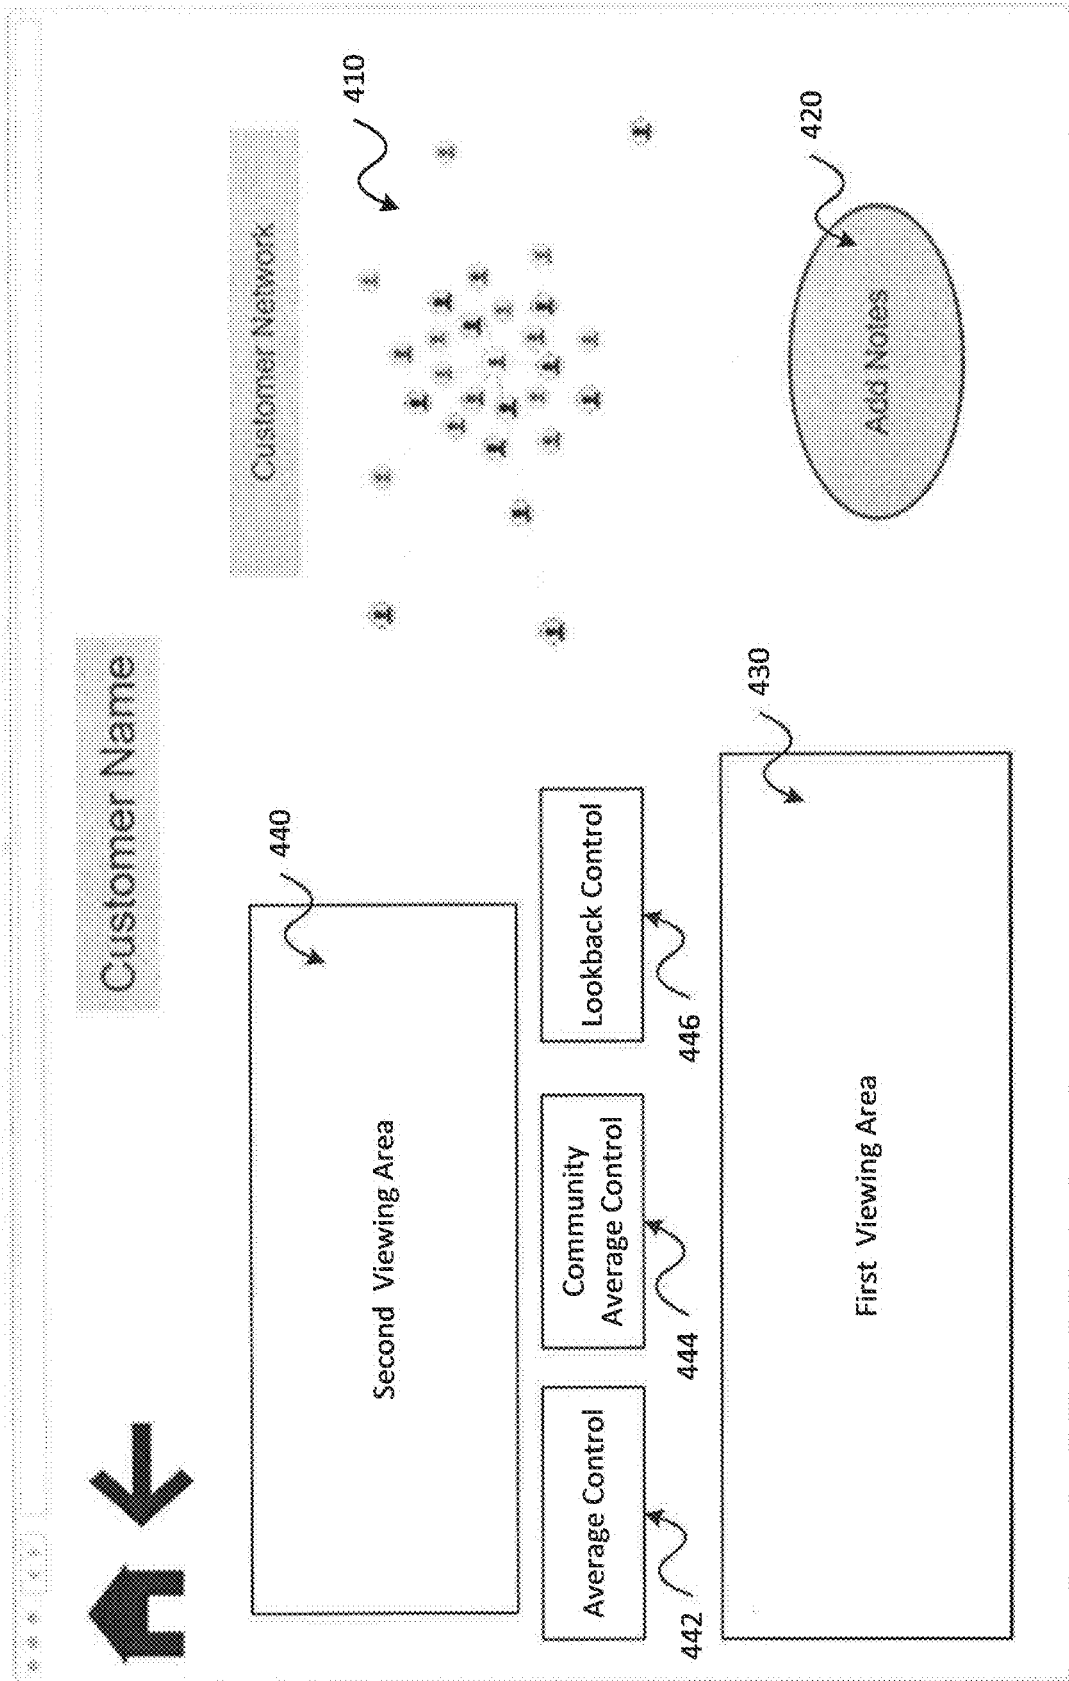 Customer Name
Customer Network
410
440
Second Viewing Area
Average Control
Community
Average Control
Lookback Control
442
444
446
430
First Viewing Area
420
Add Notes